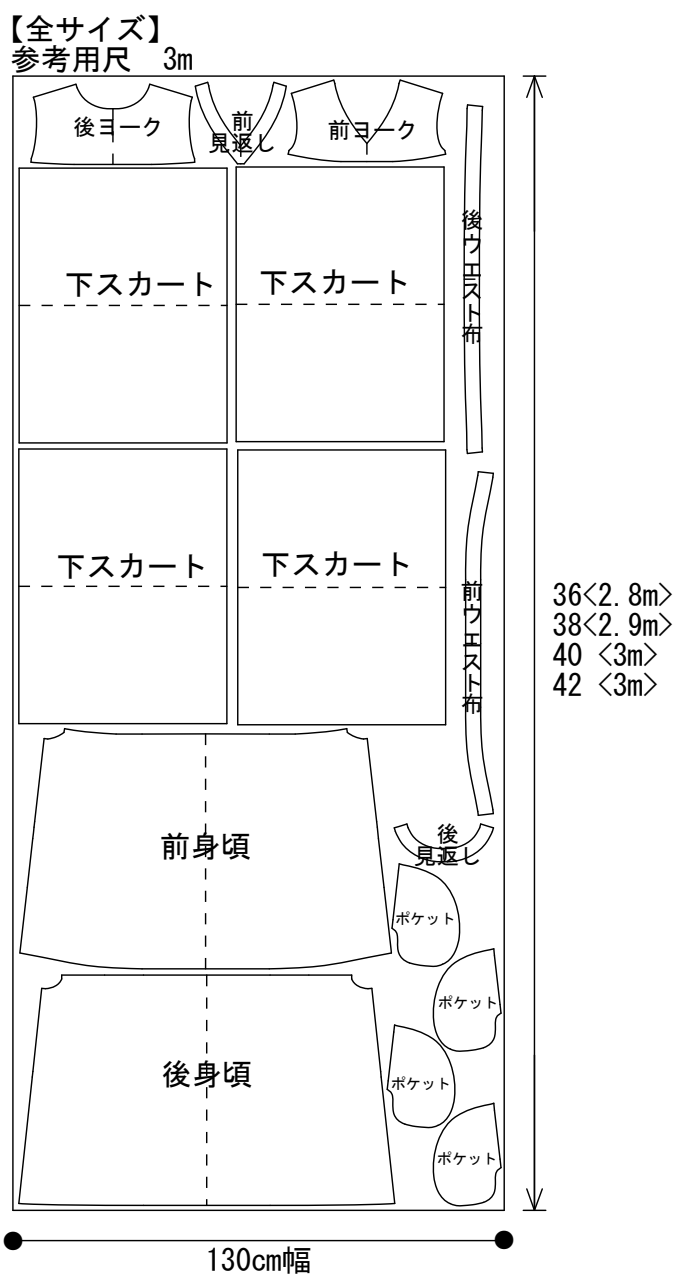 【全サイズ】
参考用尺　3m
後ヨーク
前
見返し
前ヨーク
後ウエスト布
下スカート
下スカート
下スカート
下スカート
前ウエスト布
36<2.8m>
38<2.9m>
40 <3m>
42 <3m>
前身頃
後
見返し
ポケット
ポケット
後身頃
ポケット
ポケット
130cm幅